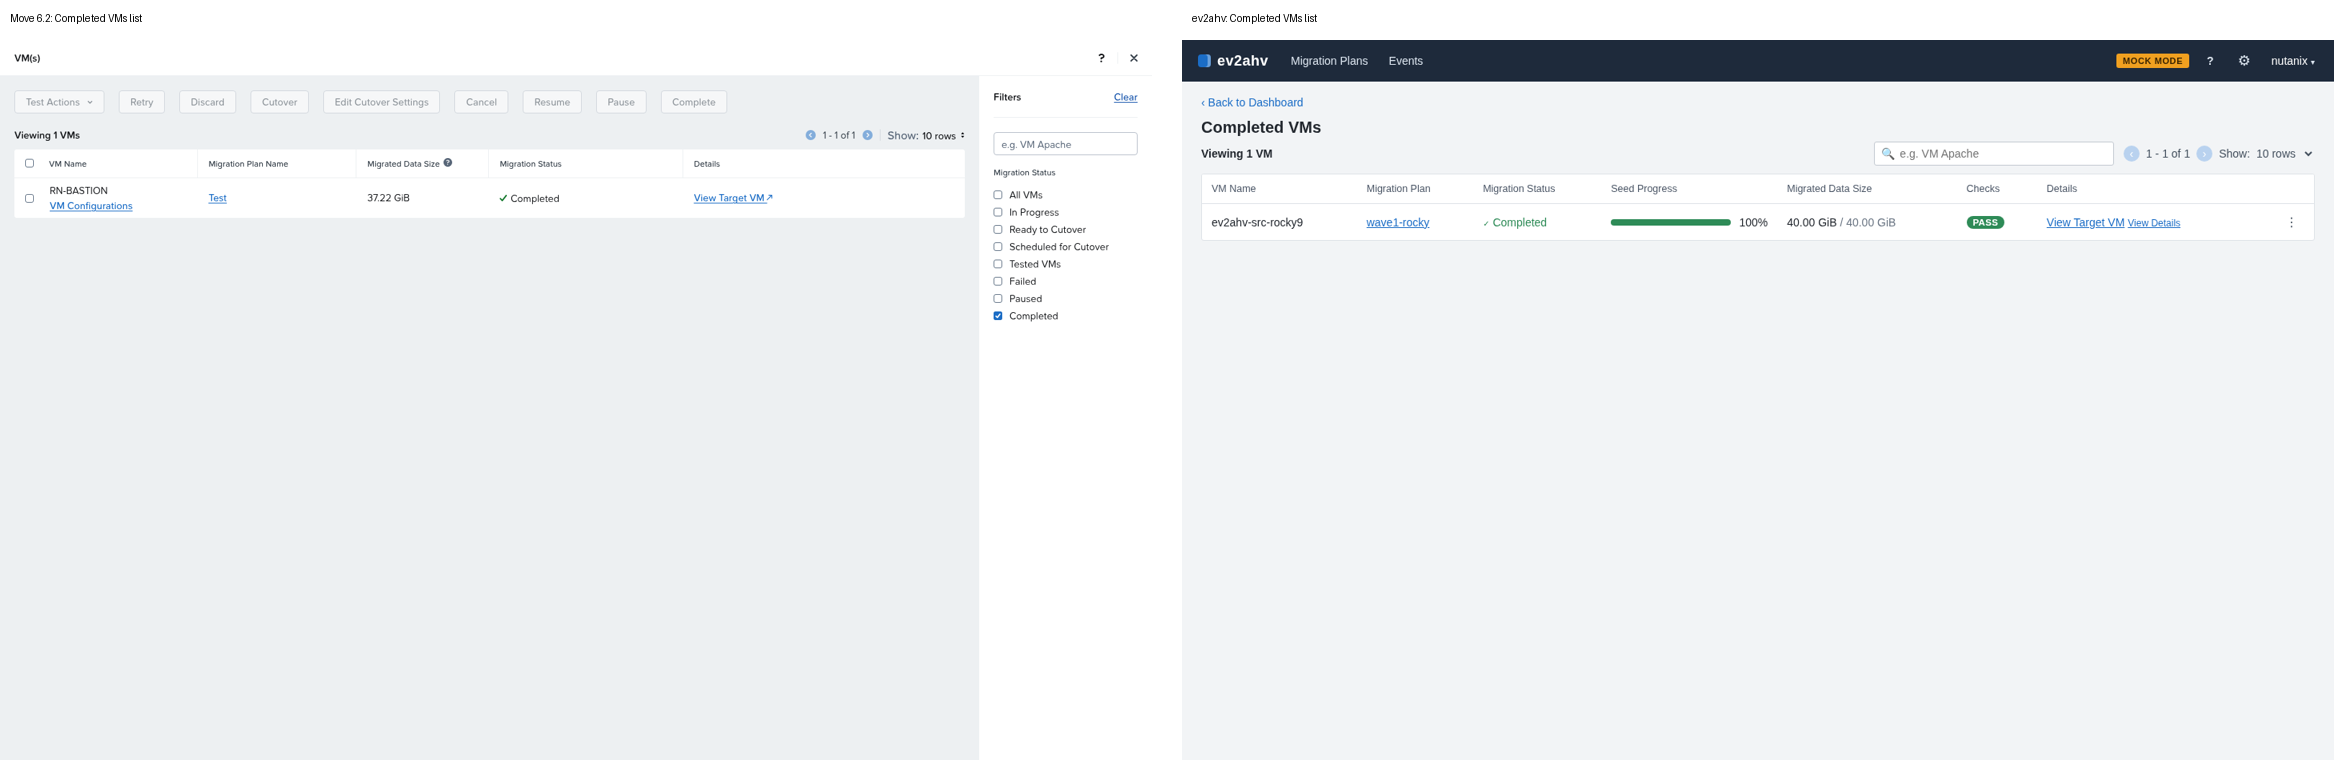 Move 6.2: Completed VMs list
VM(s)
?
Test Actions
Retry
Discard
Cutover
Edit Cutover Settings
Cancel
Resume
Pause
Complete
Viewing 1 VMs
1 - 1 of 1
Show: 10 rows
VM Name
Migration Plan Name
Migrated Data Size ?
Migration Status
Details
RN-BASTION
VM Configurations
Test
37.22 GiB
Completed
View Target VM
Filters
Clear
e.g. VM Apache
Migration Status
All VMs
In Progress
Ready to Cutover
Scheduled for Cutover
Tested VMs
Failed
Paused
Completed
ev2ahv: Completed VMs list
ev2ahv
Migration Plans
Events
MOCK MODE
?
nutanix
‹ Back to Dashboard
Completed VMs
Viewing 1 VM
e.g. VM Apache
1 - 1 of 1
Show: 10 rows
VM Name
Migration Plan
Migration Status
Seed Progress
Migrated Data Size
Checks
Details
ev2ahv-src-rocky9
wave1-rocky
✓ Completed
100%
40.00 GiB / 40.00 GiB
PASS
View Target VM View Details